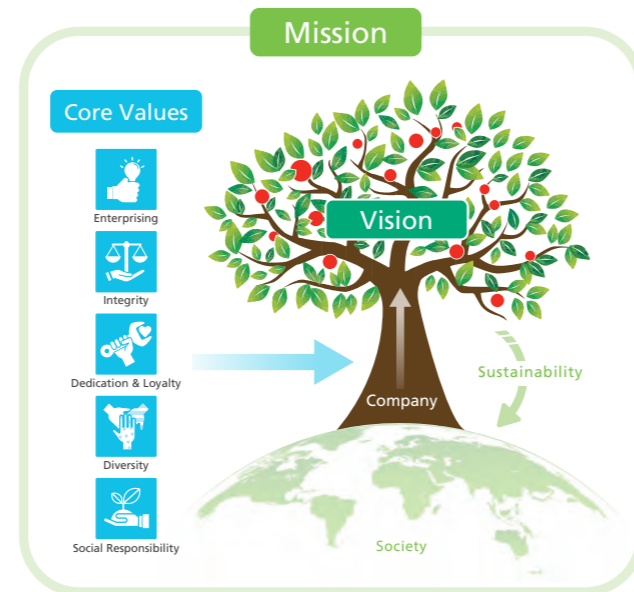 Mission
Core Values
Enterprising
Integrity
Dedication & Loyalty
Diversity
Social Responsibility
Vision
Company
Sustainability
Society